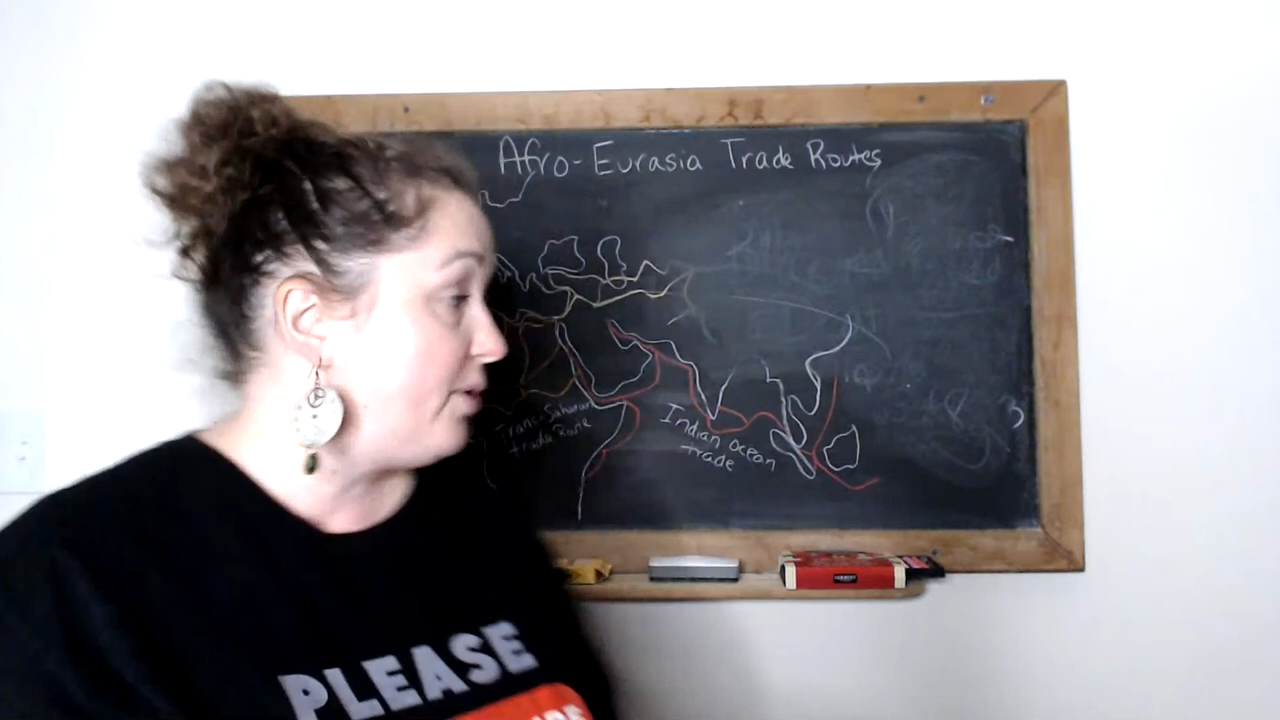 Afro-Eurasia Trade Routes
Trans-Saharan
trade Route
Indian Ocean
trade
PLEASE